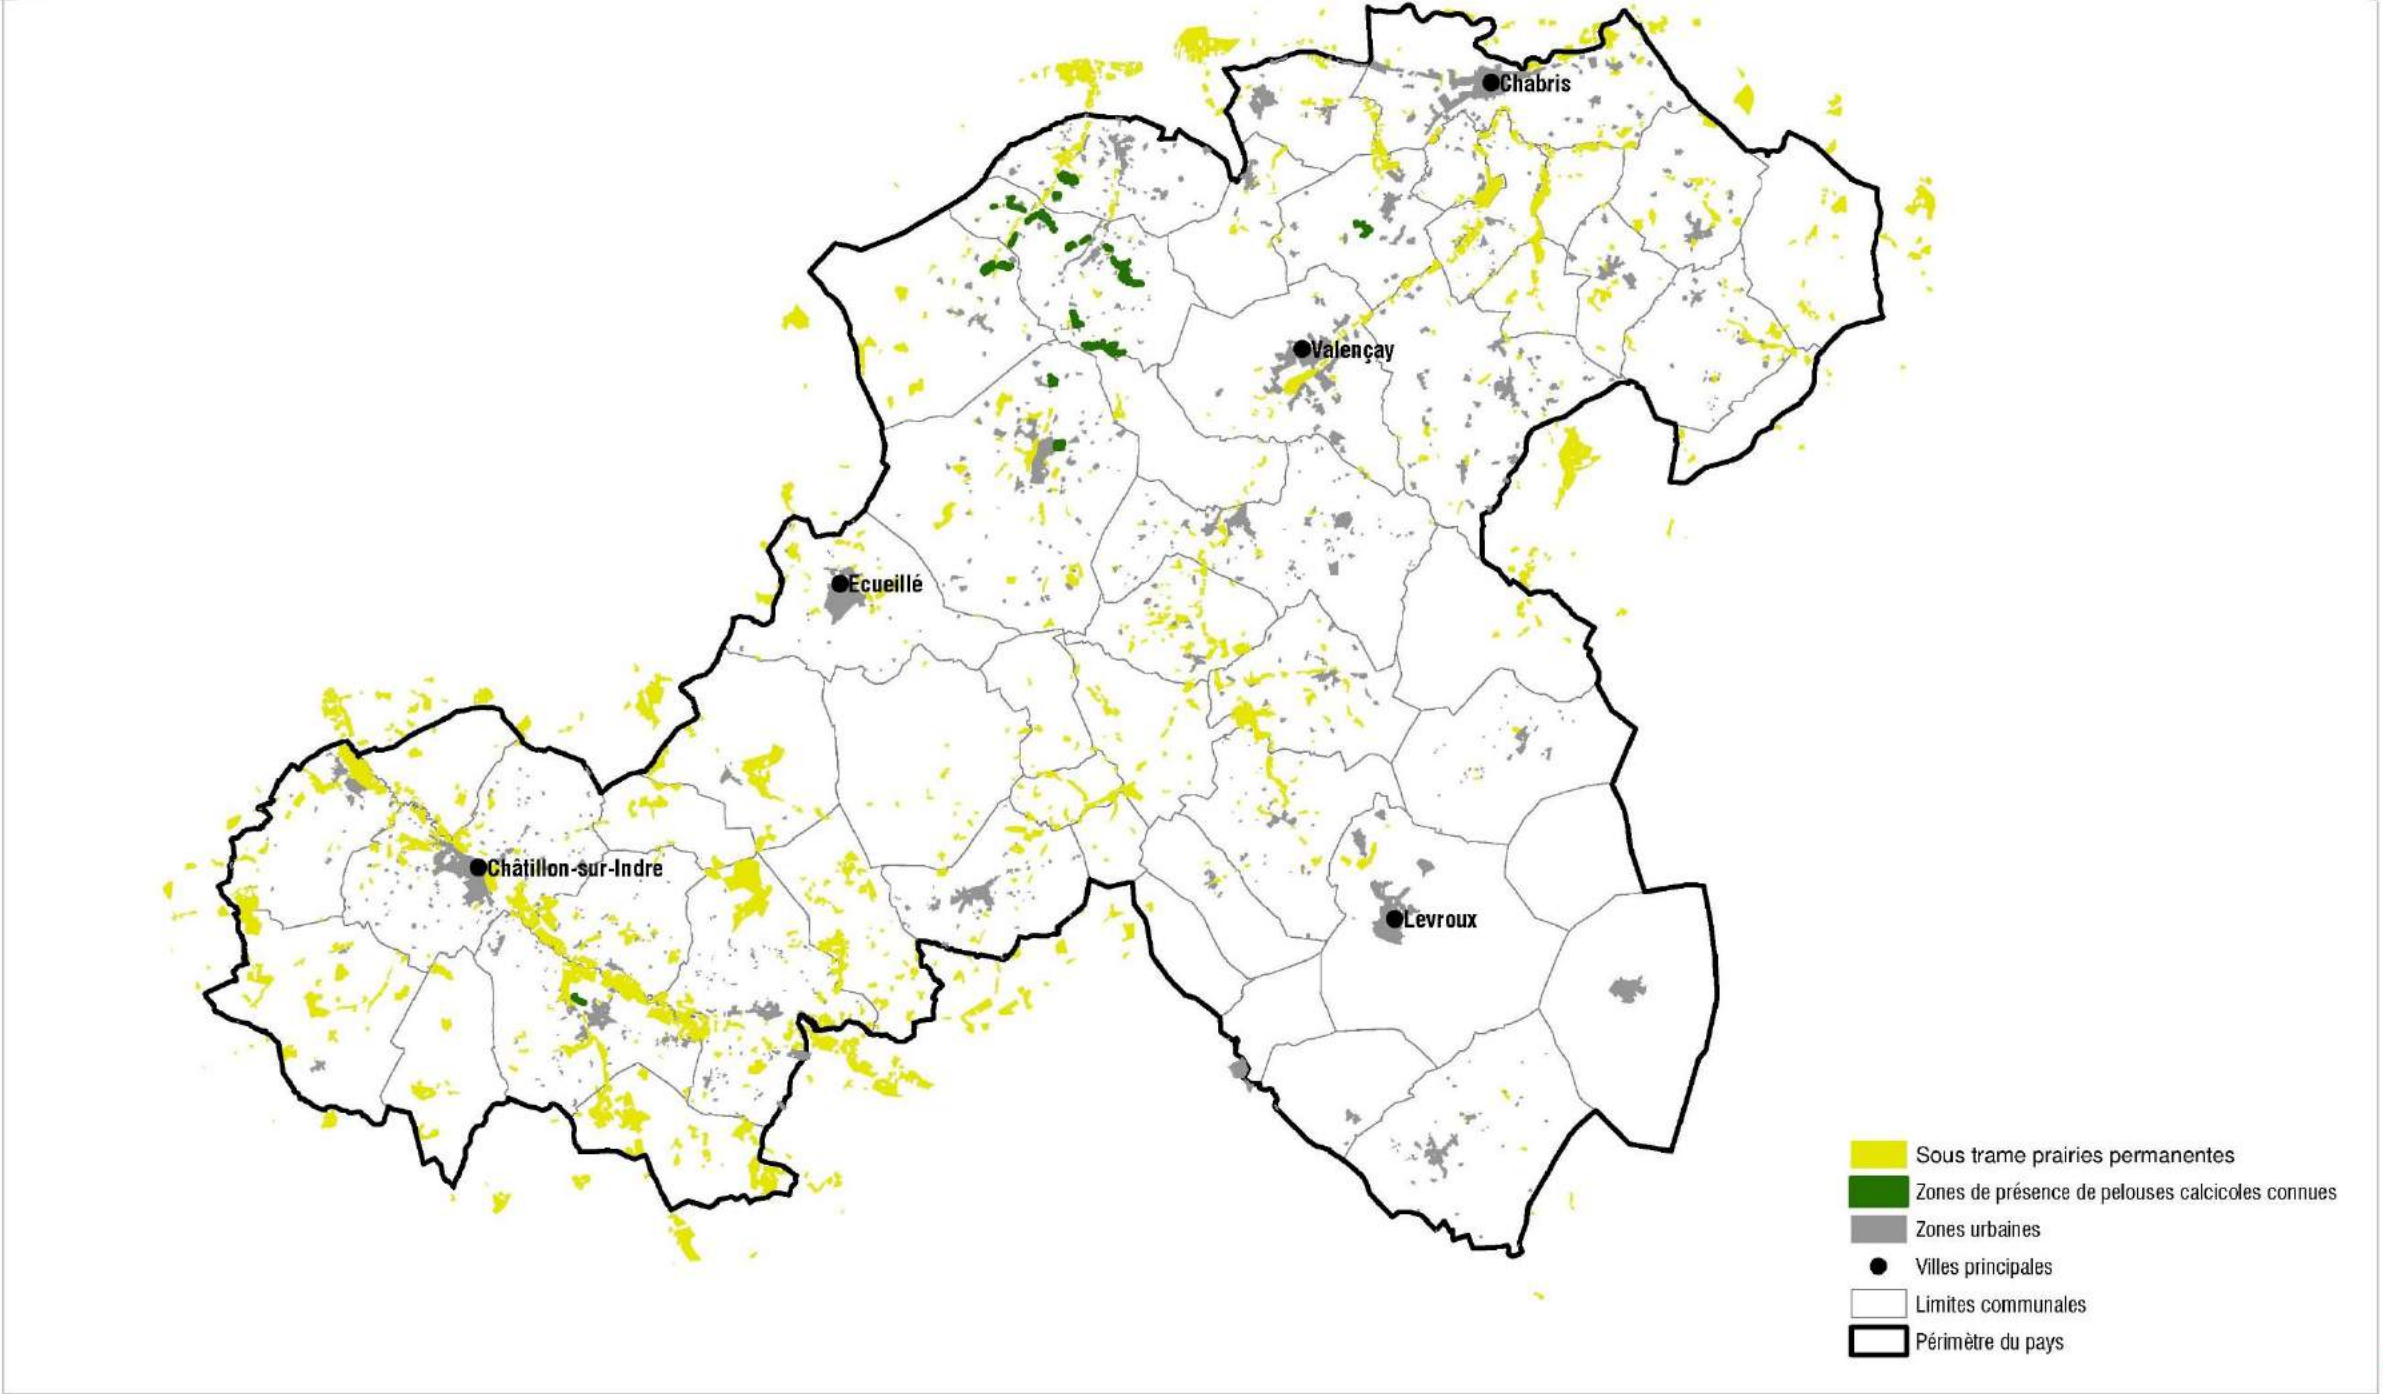 Chabris
Valençay
Ecueillé
Châtillon-sur-Indre
Levroux
Sous trame prairies permanentes
Zones de présence de pelouses calcicoles connues
Zones urbaines
Villes principales
Limites communales
Périmètre du pays